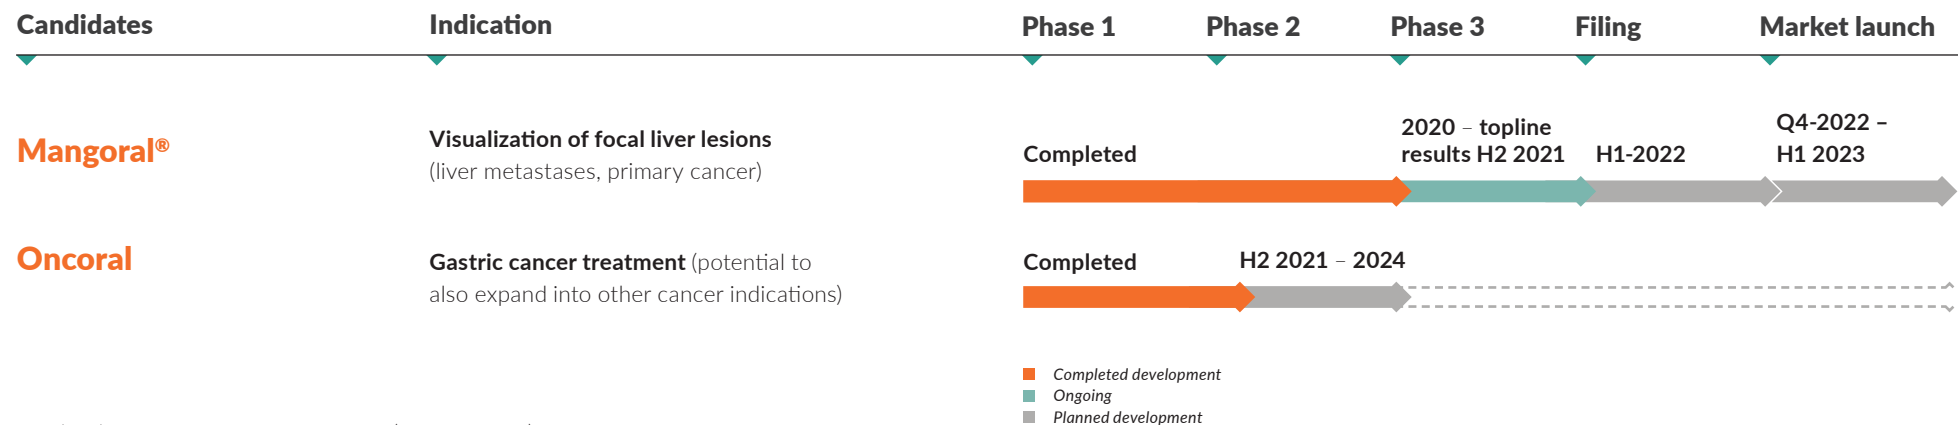 Candidates
Indication
Phase 1
Phase 2
Phase 3
Filing
Market launch
Mangoral®
Visualization of focal liver lesions
(liver metastases, primary cancer)
Completed
2020 – topline
results H2 2021
H1-2022
Q4-2022 –
H1 2023
Oncoral
Gastric cancer treatment (potential to
also expand into other cancer indications)
Completed
H2 2021 – 2024
Completed development
Ongoing
Planned development